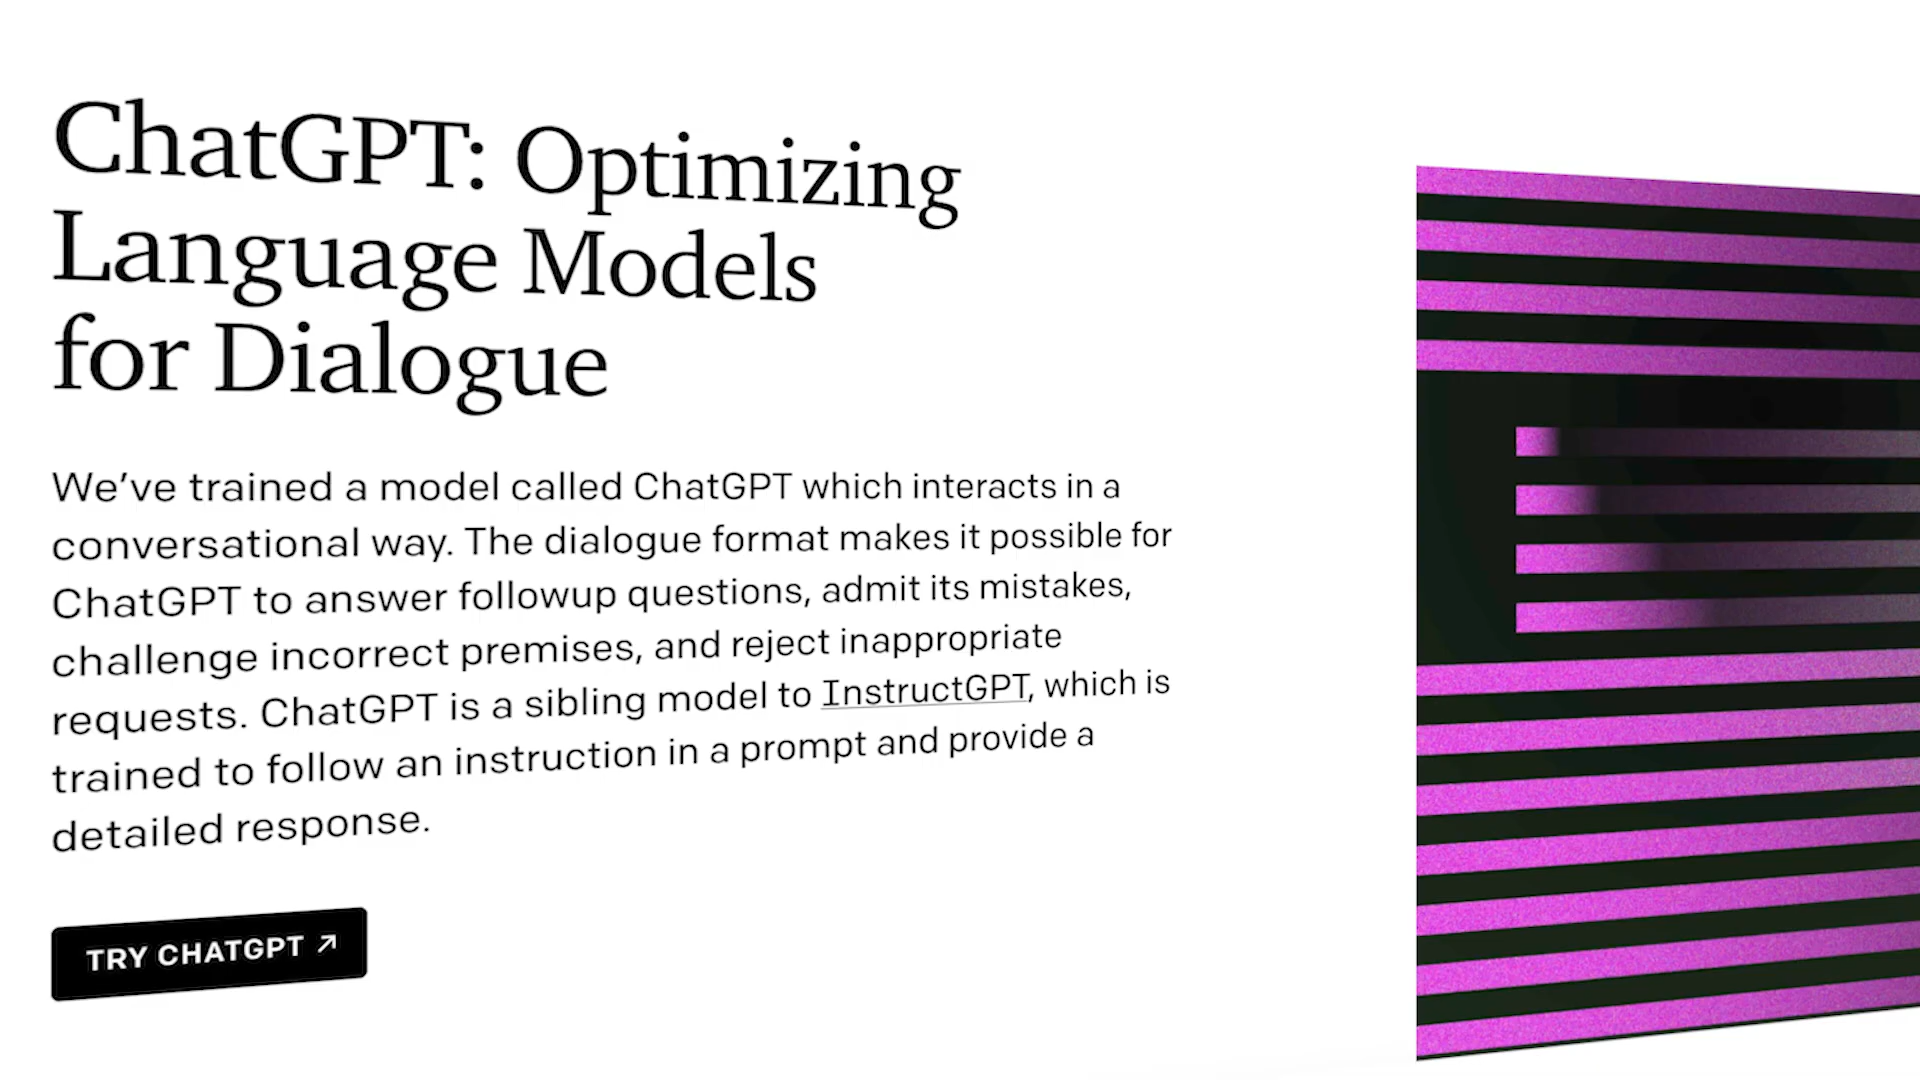 ChatGPT: Optimizing
Language Models
for Dialogue
We’ve trained a model called ChatGPT which interacts in a
conversational way. The dialogue format makes it possible for
ChatGPT to answer followup questions, admit its mistakes,
challenge incorrect premises, and reject inappropriate
requests. ChatGPT is a sibling model to InstructGPT, which is
trained to follow an instruction in a prompt and provide a
detailed response.
TRY CHATGPT ↗